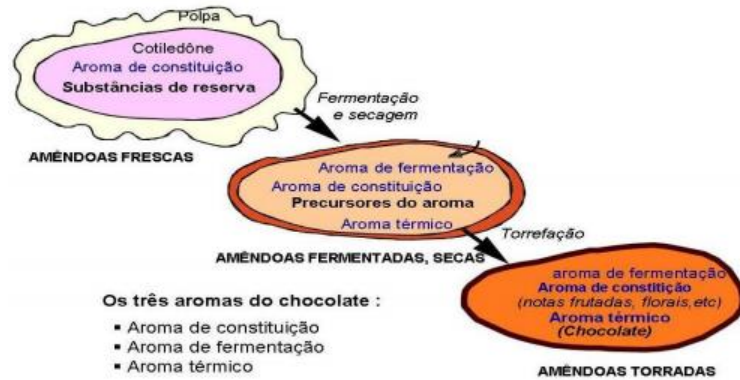 Polpa
Cotiledône
Aroma de constituição
Substâncias de reserva
Fermentação
e secagem
AMÊNDOAS FRESCAS
Aroma de fermentação
Aroma de constituição
Precursores do aroma
Aroma térmico
Torrefação
AMÊNDOAS FERMENTADAS, SECAS
aroma de fermentação
Aroma de constitição
(notas frutadas, florais,etc)
Aroma térmico
(Chocolate)
AMÊNDOAS TORRADAS
Os três aromas do chocolate :
▪ Aroma de constituição
▪ Aroma de fermentação
▪ Aroma térmico